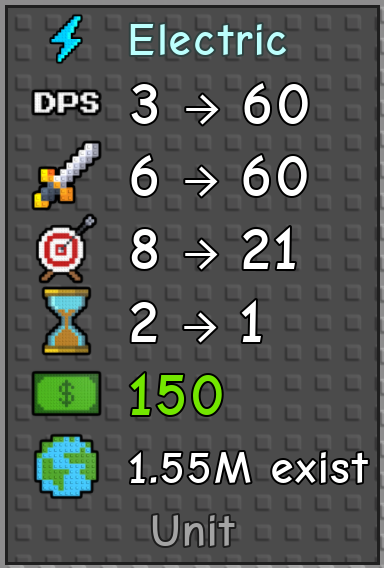 Electric
DPS 3 → 60
6 → 60
8 → 21
2 → 1
$ 150
1.55M exist
Unit